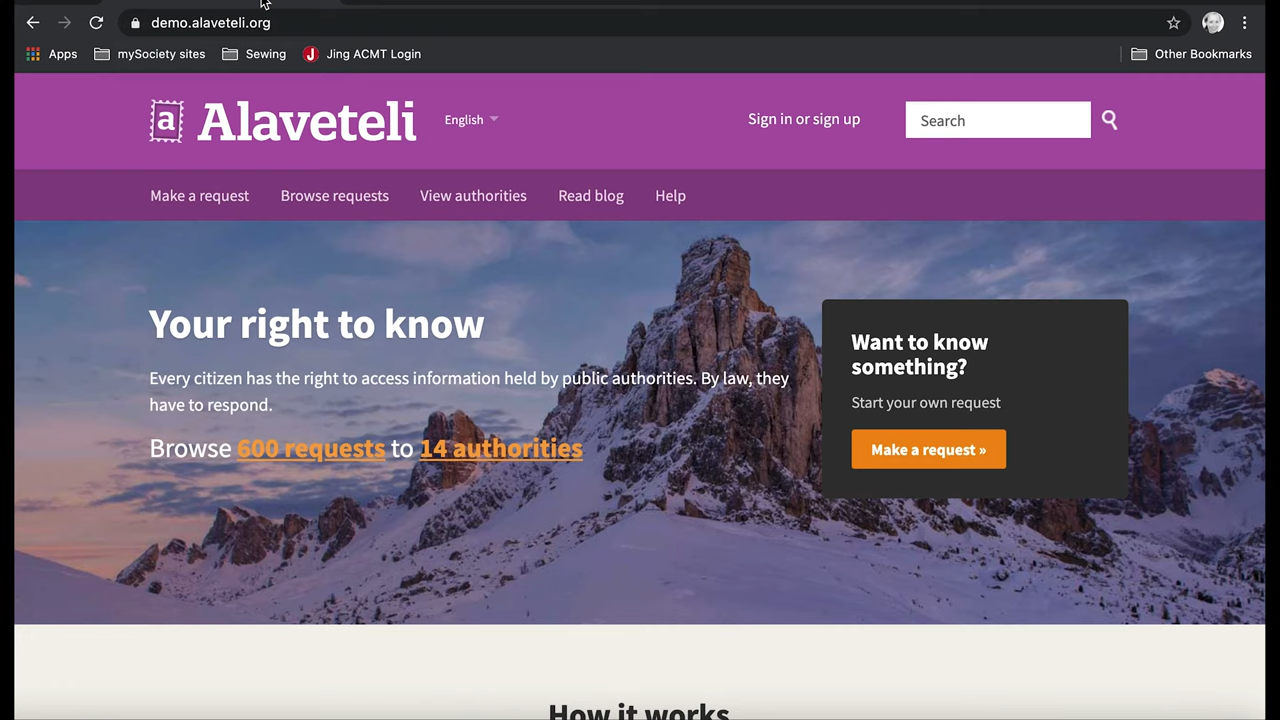 demo.alaveteli.org
Apps mySociety sites Sewing Jing ACMT Login Other Bookmarks
a Alaveteli English Sign in or sign up Search
Make a request Browse requests View authorities Read blog Help
Your right to know
Every citizen has the right to access information held by public authorities. By law, they
have to respond.
Browse 600 requests to 14 authorities
Want to know
something?
Start your own request
Make a request »
How it works